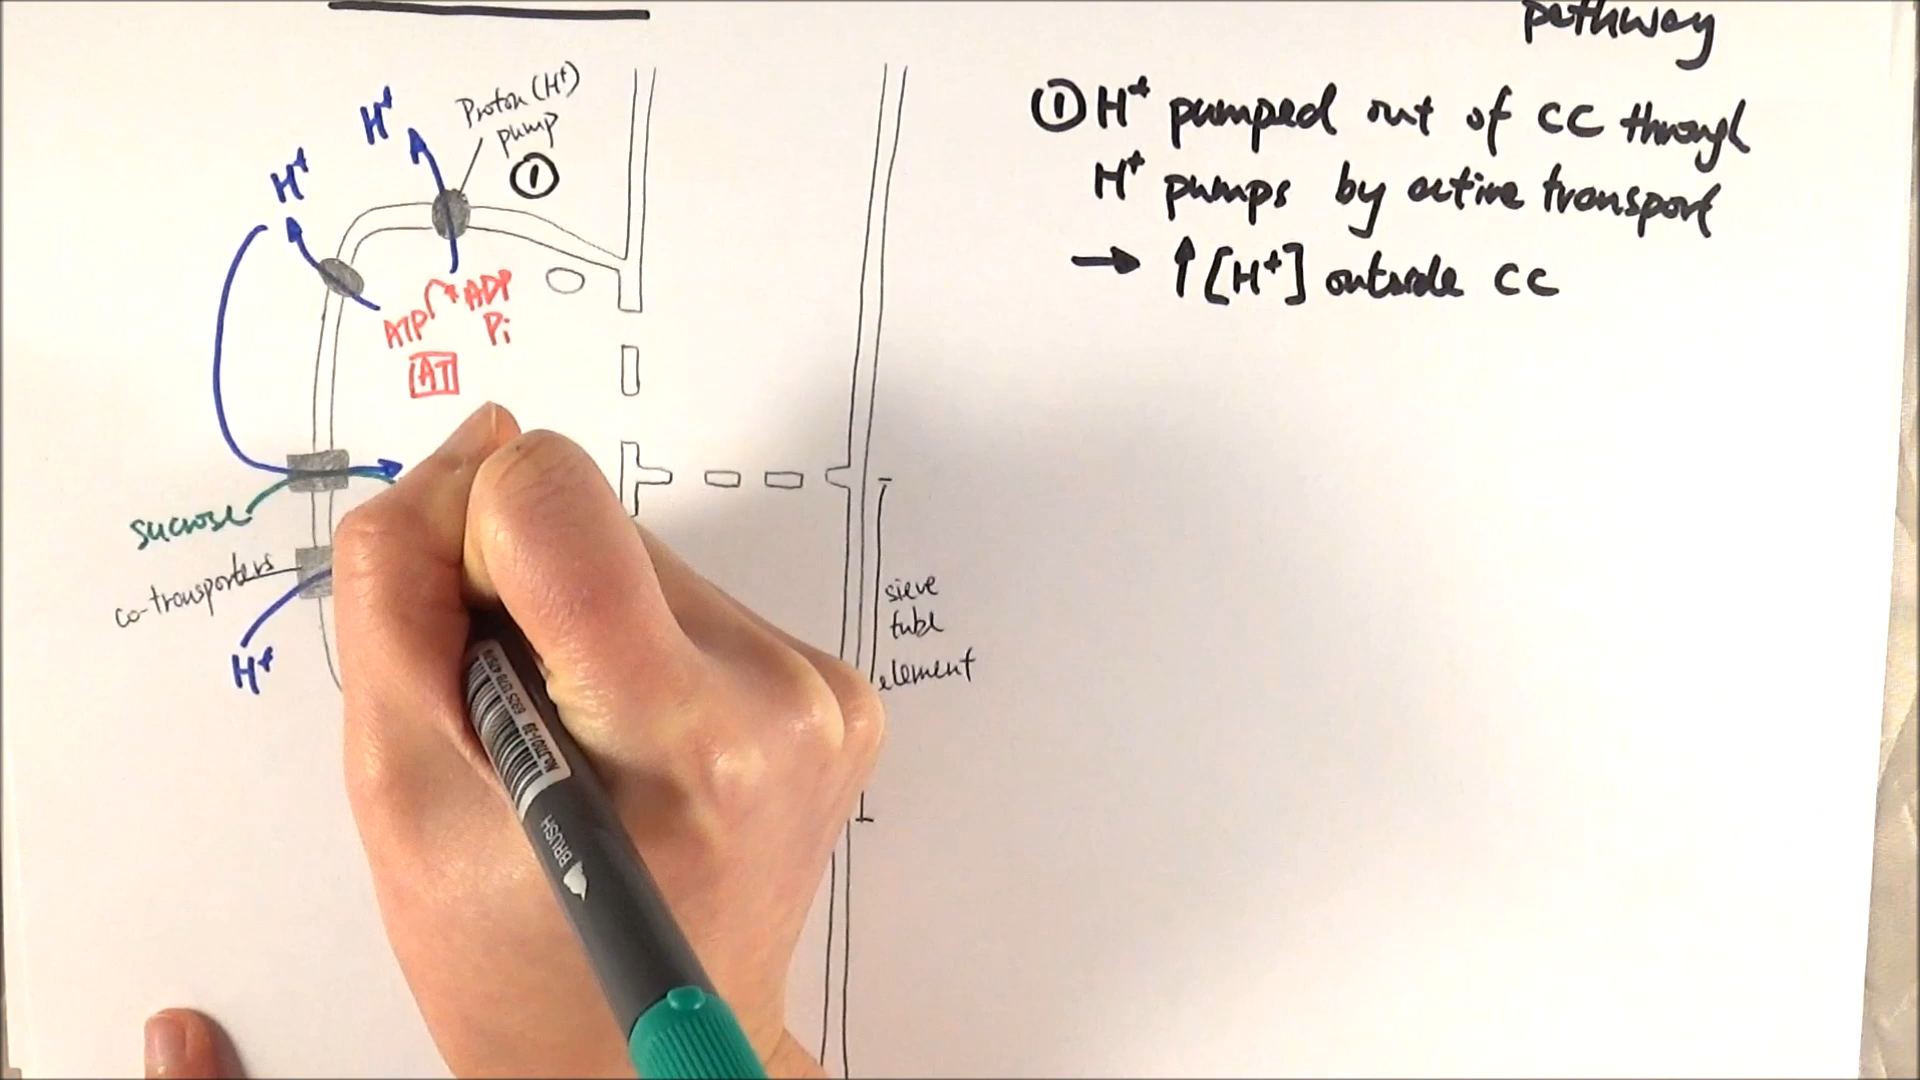 pathway
① H⁺ pumped out of CC through
H⁺ pumps by active transport
→ ↑ [H⁺] outside CC
Proton (H⁺)
pump
①
H⁺
H⁺
ATP
ADP
Pi
AT
sucrose
co-transporters
H⁺
sieve
tube
element
BRUSH